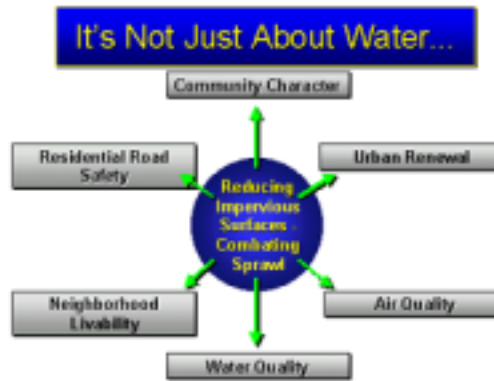 It's Not Just About Water...
Community Character
Residential Road
Safety
Urban Renewal
Reducing
Impervious
Surfaces -
Combating
Sprawl
Neighborhood
Livability
Air Quality
Water Quality